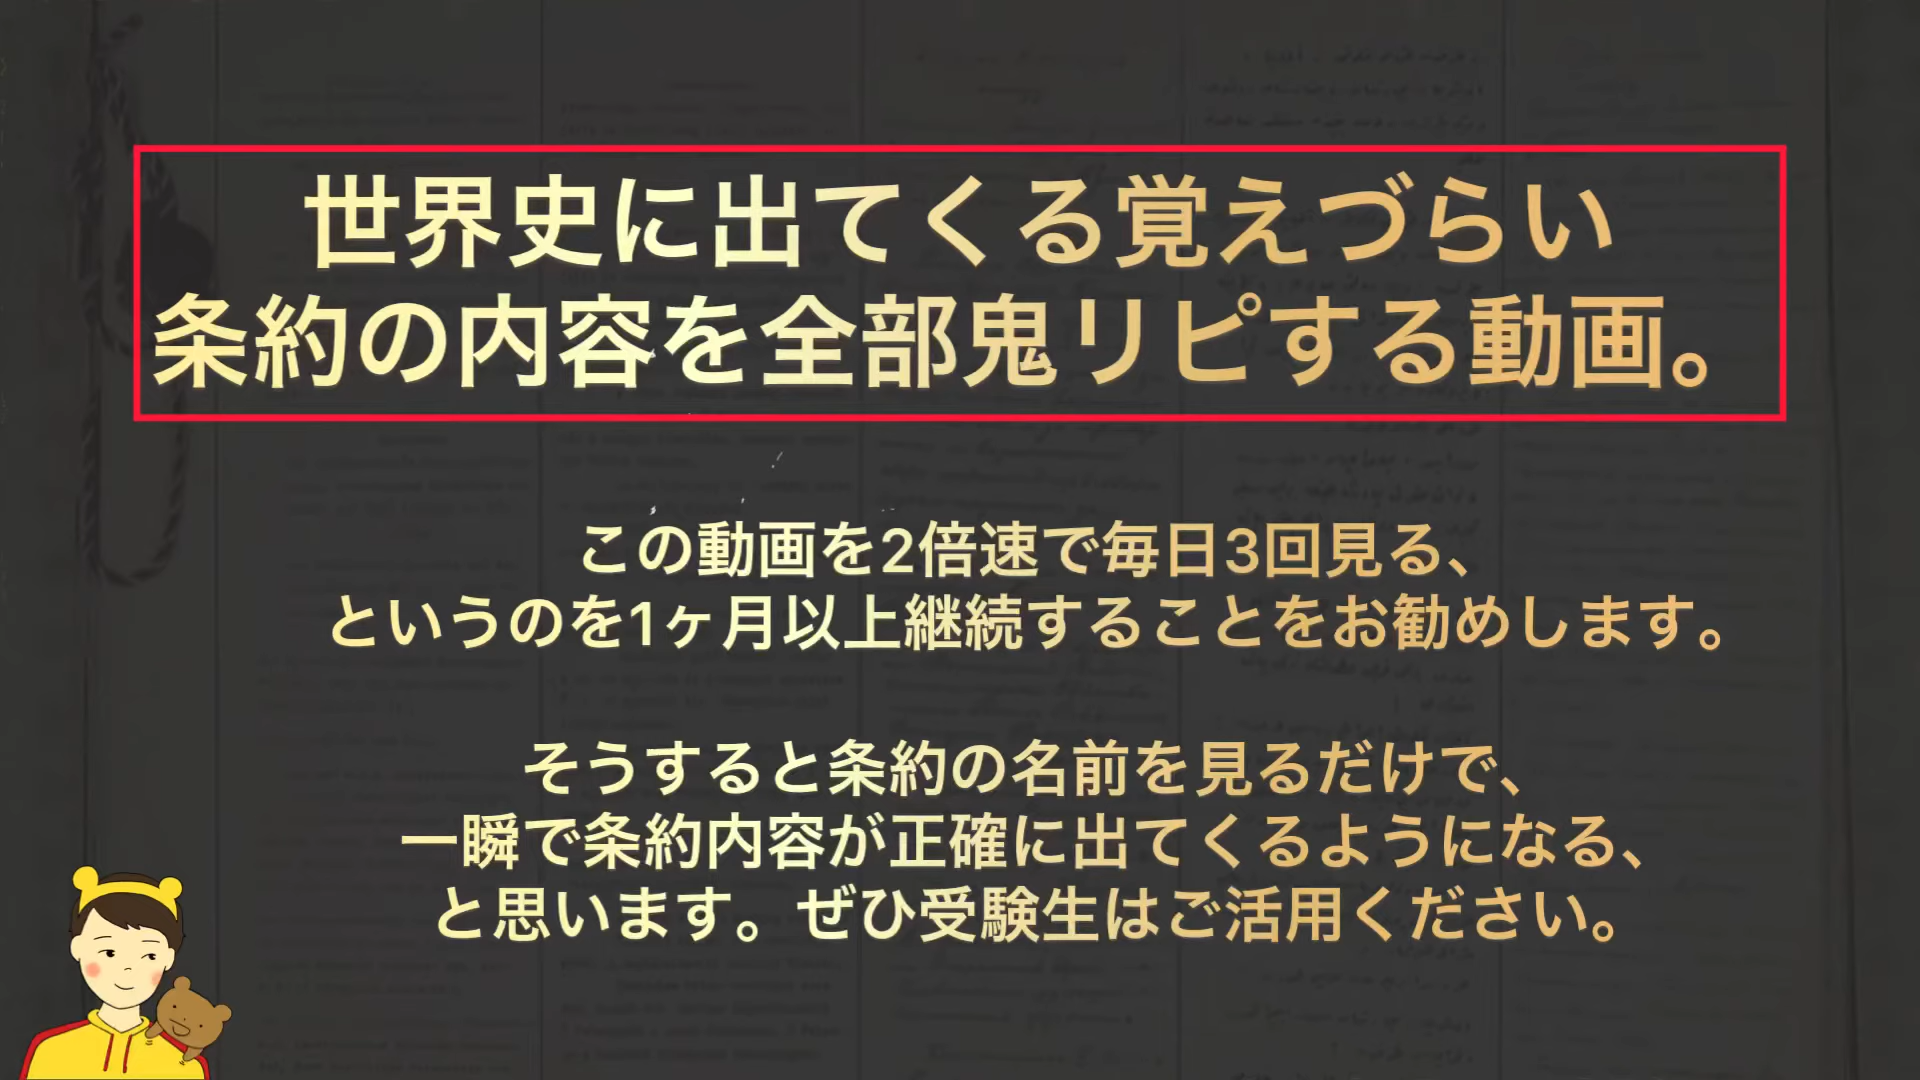 世界史に出てくる覚えづらい
条約の内容を全部鬼リピする動画。
この動画を2倍速で毎日3回見る、
というのを1ヶ月以上継続することをお勧めします。
そうすると条約の名前を見るだけで、
一瞬で条約内容が正確に出てくるようになる、
と思います。ぜひ受験生はご活用ください。